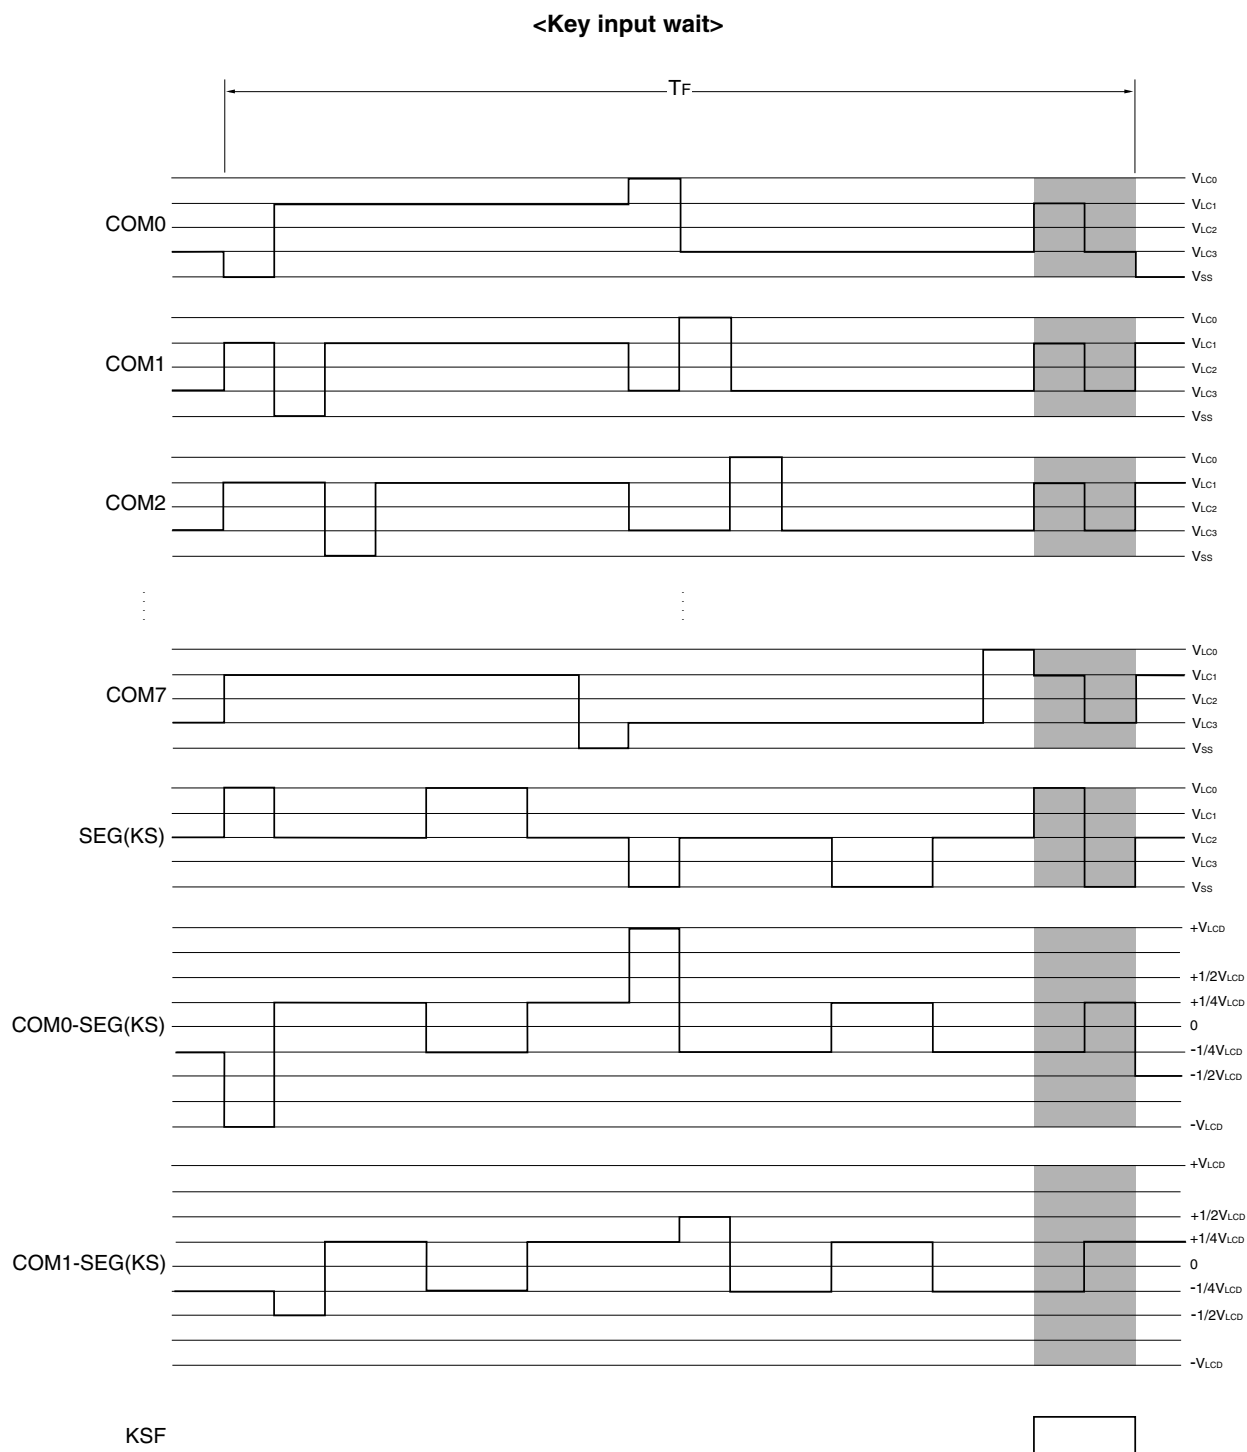 <Key input wait>
TF
COM0
VLC0
VLC1
VLC2
VLC3
VSS
COM1
VLC0
VLC1
VLC2
VLC3
VSS
COM2
VLC0
VLC1
VLC2
VLC3
VSS
COM7
VLC0
VLC1
VLC2
VLC3
VSS
SEG(KS)
VLC0
VLC1
VLC2
VLC3
VSS
COM0-SEG(KS)
+VLCD
+1/2VLCD
+1/4VLCD
0
-1/4VLCD
-1/2VLCD
-VLCD
COM1-SEG(KS)
+VLCD
+1/2VLCD
+1/4VLCD
0
-1/4VLCD
-1/2VLCD
-VLCD
KSF